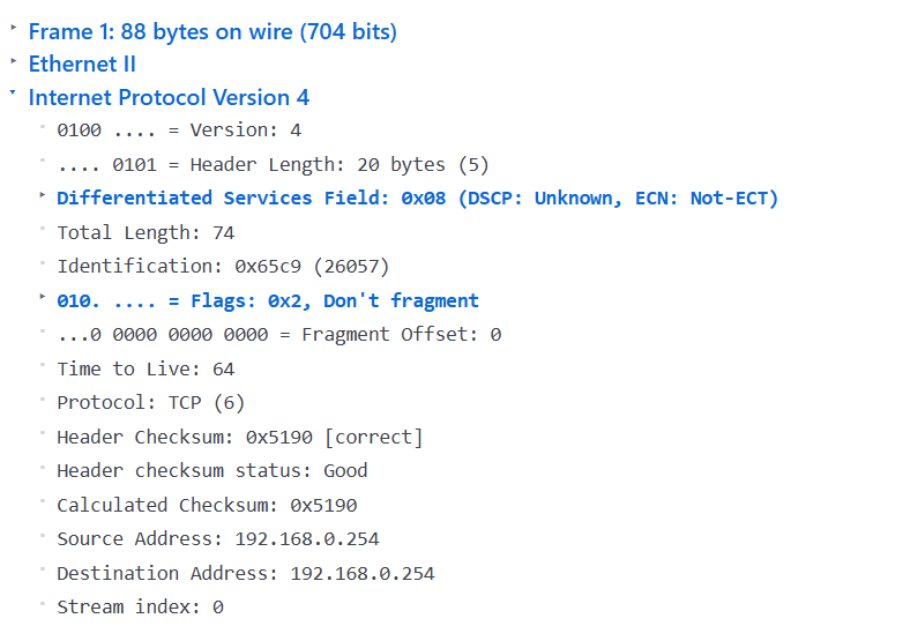 Frame 1: 88 bytes on wire (704 bits)
Ethernet II
Internet Protocol Version 4
0100 .... = Version: 4
.... 0101 = Header Length: 20 bytes (5)
Differentiated Services Field: 0x08 (DSCP: Unknown, ECN: Not-ECT)
Total Length: 74
Identification: 0x65c9 (26057)
010. .... = Flags: 0x2, Don't fragment
...0 0000 0000 0000 = Fragment Offset: 0
Time to Live: 64
Protocol: TCP (6)
Header Checksum: 0x5190 [correct]
Header checksum status: Good
Calculated Checksum: 0x5190
Source Address: 192.168.0.254
Destination Address: 192.168.0.254
Stream index: 0